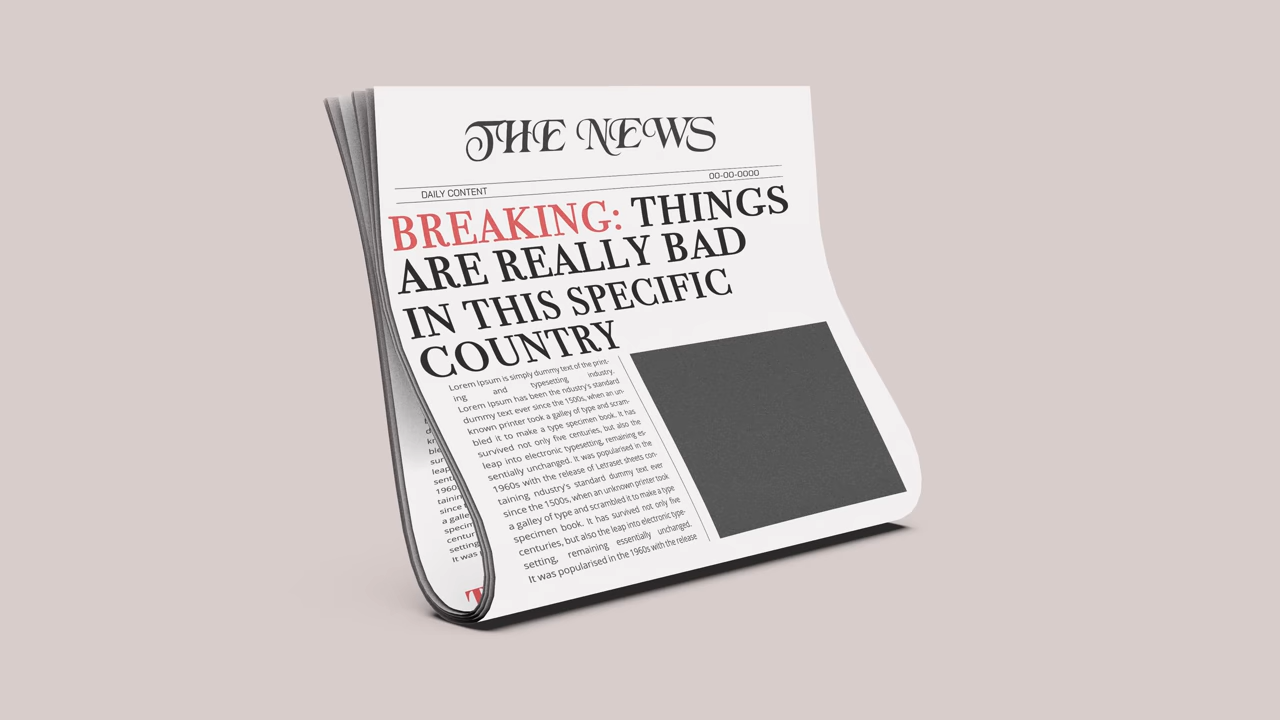 THE NEWS
DAILY CONTENT
00-00-0000
BREAKING: THINGS
ARE REALLY BAD
IN THIS SPECIFIC
COUNTRY
Lorem Ipsum is simply dummy text of the print-
ing and typesetting industry.
Lorem Ipsum has been the ndustry's standard
dummy text ever since the 1500s, when an un-
known printer took a galley of type and scram-
bled it to make a type specimen book. It has
survived not only five centuries, but also the
leap into electronic typesetting, remaining es-
sentially unchanged. It was popularised in the
1960s with the release of Letraset sheets con-
taining ndustry's standard dummy text ever
since the 1500s, when an unknown printer took
a galley of type and scrambled it to make a type
specimen book. It has survived not only five
centuries, but also the leap into electronic type-
setting, remaining essentially unchanged.
It was popularised in the 1960s with the release